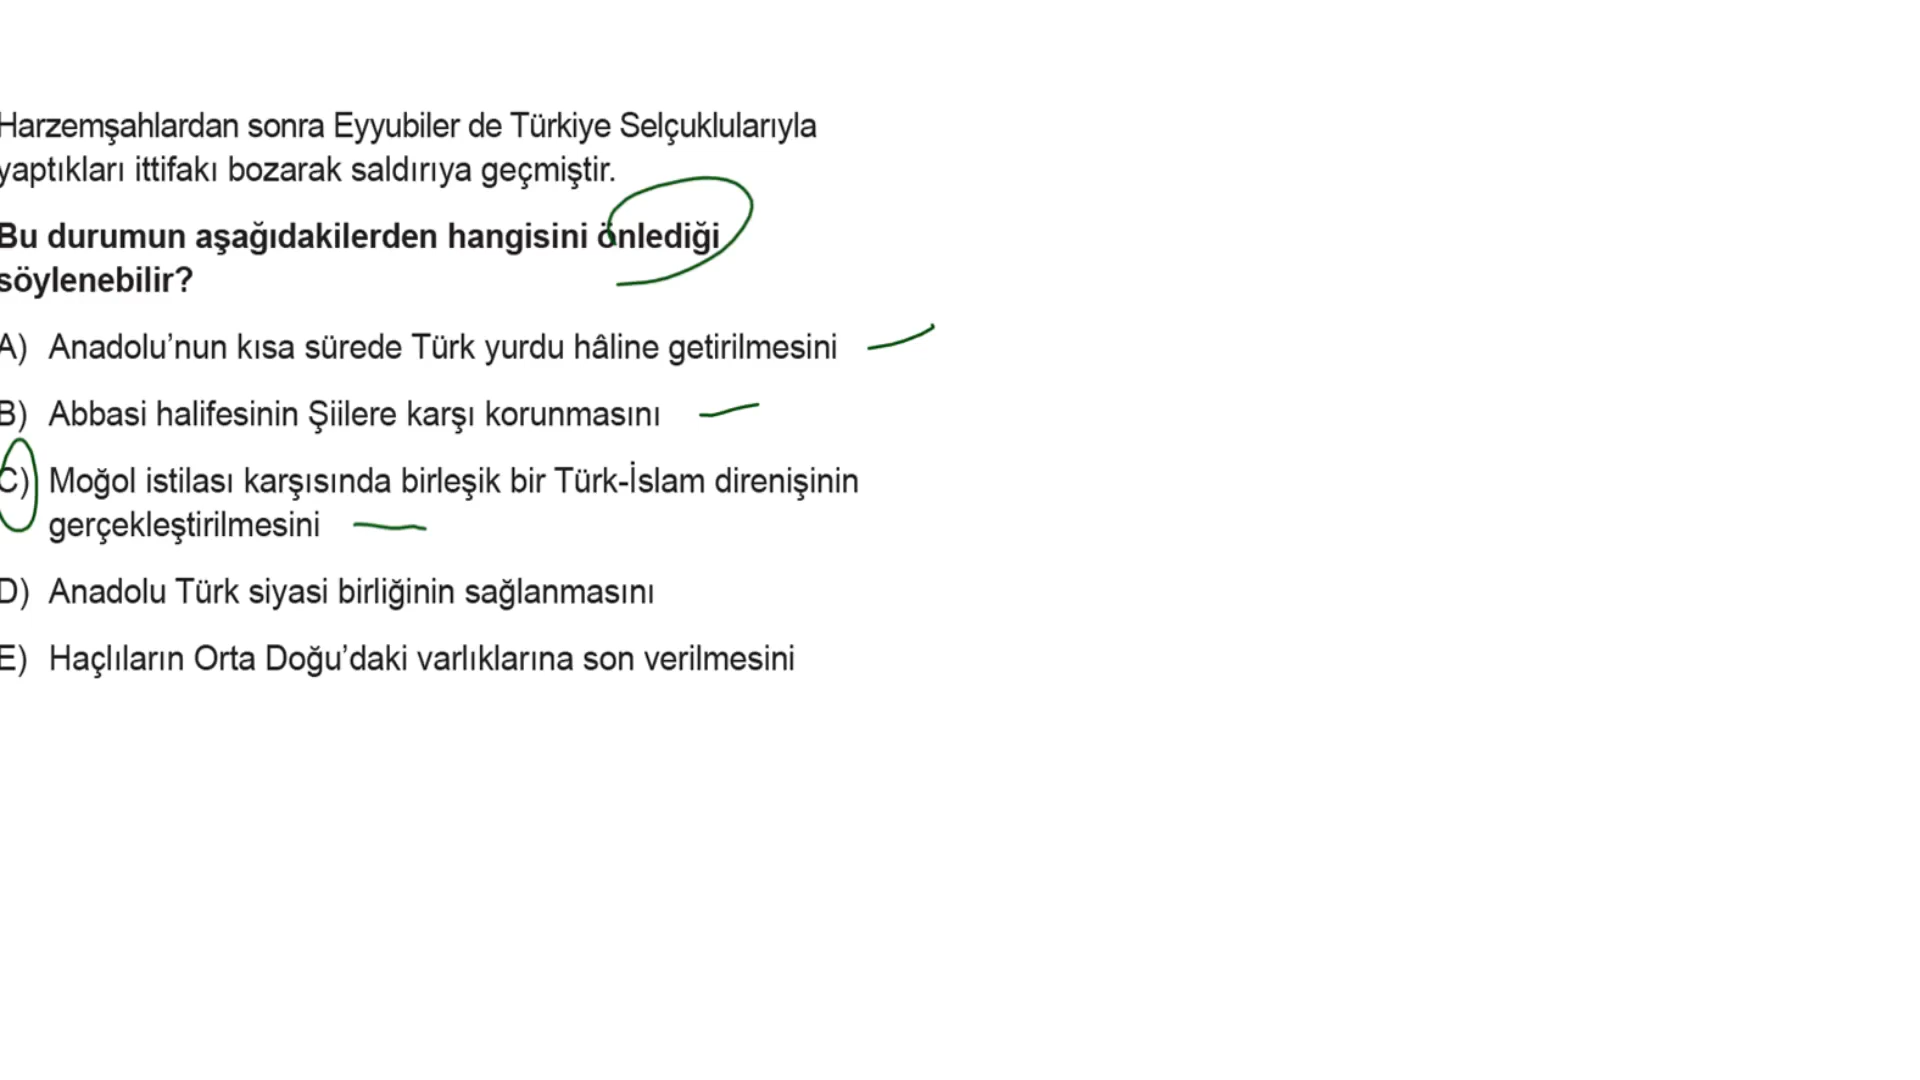 Harzemşahlardan sonra Eyyubiler de Türkiye Selçuklularıyla
yaptıkları ittifakı bozarak saldırıya geçmiştir.
Bu durumun aşağıdakilerden hangisini önlediği
söylenebilir?
A) Anadolu’nun kısa sürede Türk yurdu hâline getirilmesini
B) Abbasi halifesinin Şiilere karşı korunmasını
C) Moğol istilası karşısında birleşik bir Türk-İslam direnişinin
gerçekleştirilmesini
D) Anadolu Türk siyasi birliğinin sağlanmasını
E) Haçlıların Orta Doğu’daki varlıklarına son verilmesini